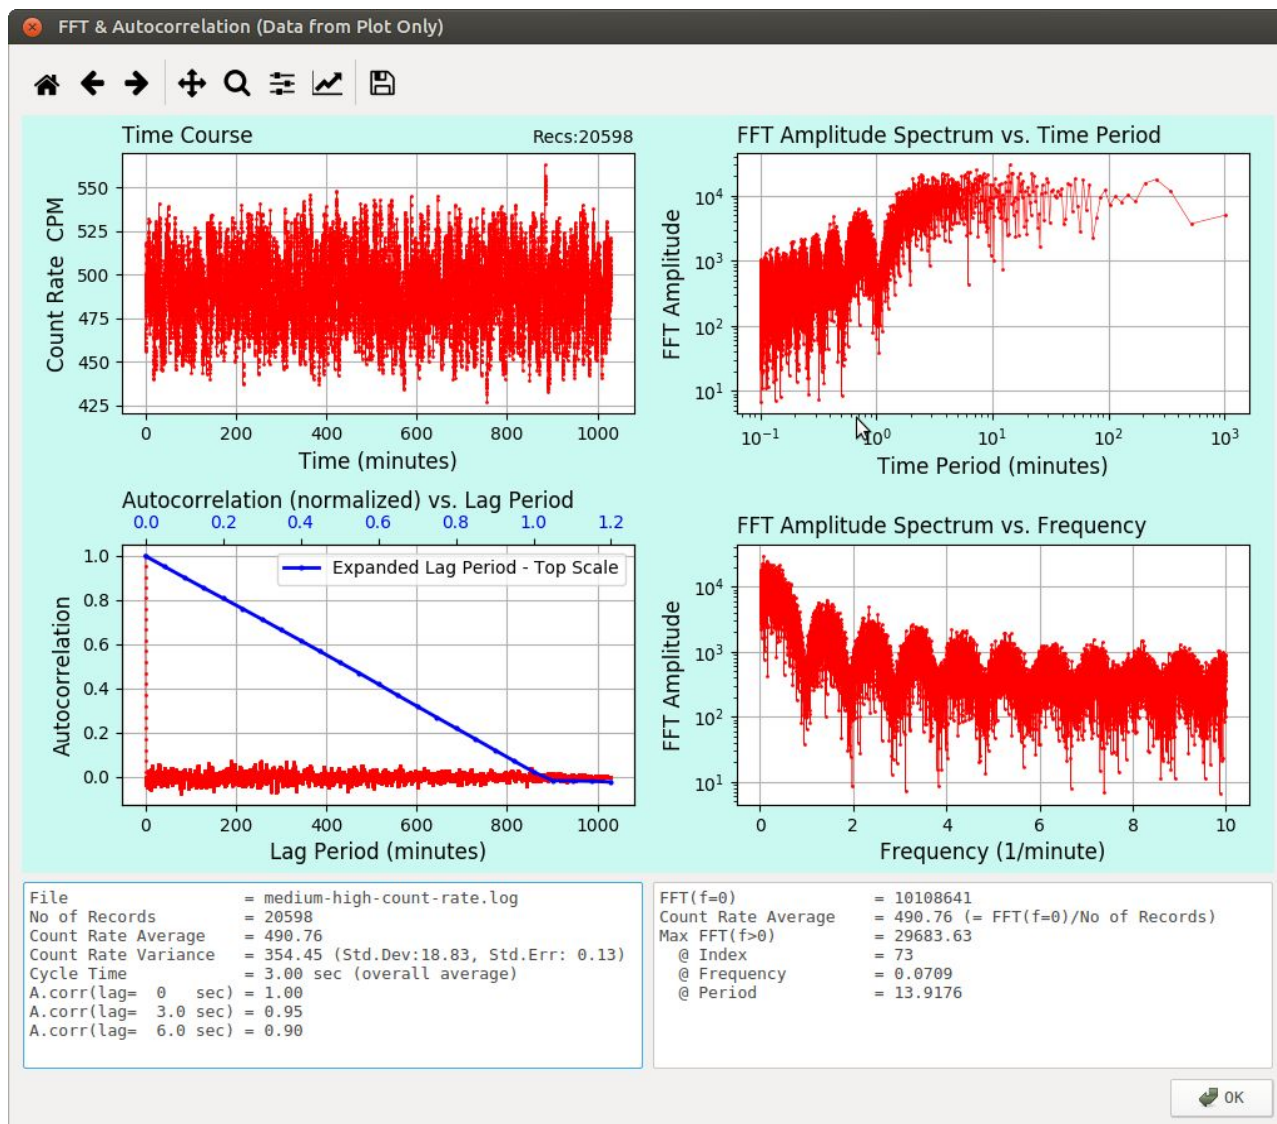 FFT & Autocorrelation (Data from Plot Only)
Time Course Recs:20598
550
525
500
475
450
425
Count Rate CPM
0 200 400 600 800 1000
Time (minutes)
FFT Amplitude Spectrum vs. Time Period
10⁴
10³
10²
10¹
FFT Amplitude
10⁻¹ 10⁰ 10¹ 10² 10³
Time Period (minutes)
Autocorrelation (normalized) vs. Lag Period
0.0 0.2 0.4 0.6 0.8 1.0 1.2
Expanded Lag Period - Top Scale
1.0
0.8
0.6
0.4
0.2
0.0
Autocorrelation
0 200 400 600 800 1000
Lag Period (minutes)
FFT Amplitude Spectrum vs. Frequency
10⁴
10³
10²
10¹
FFT Amplitude
0 2 4 6 8 10
Frequency (1/minute)
File = medium-high-count-rate.log
No of Records = 20598
Count Rate Average = 490.76
Count Rate Variance = 354.45 (Std.Dev:18.83, Std.Err: 0.13)
Cycle Time = 3.00 sec (overall average)
A.corr(lag= 0 sec) = 1.00
A.corr(lag= 3.0 sec) = 0.95
A.corr(lag= 6.0 sec) = 0.90
FFT(f=0) = 10108641
Count Rate Average = 490.76 (= FFT(f=0)/No of Records)
Max FFT(f>0) = 29683.63
@ Index = 73
@ Frequency = 0.0709
@ Period = 13.9176
OK